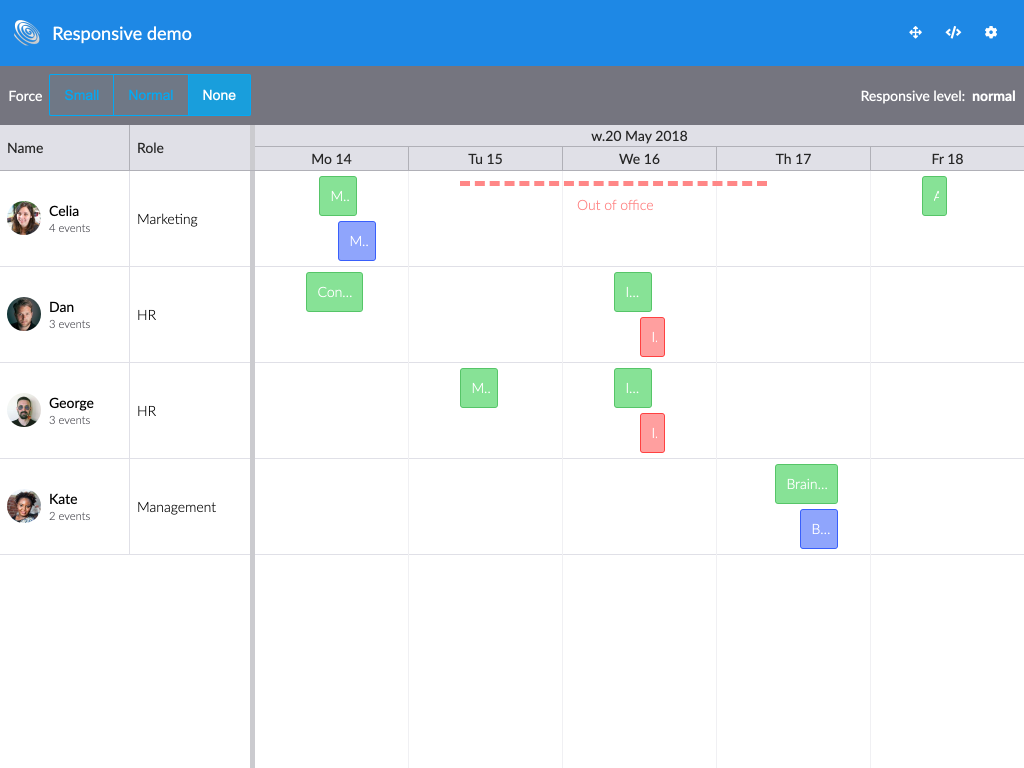 Responsive demo
Force Small Normal None
Responsive level: normal
Name Role
w.20 May 2018
Mo 14 Tu 15 We 16 Th 17 Fr 18
Celia
4 events
Marketing
M..
M..
Out of office
A
Dan
3 events
HR
Con...
I...
I.
George
3 events
HR
M..
I...
I.
Kate
2 events
Management
Brain...
B...